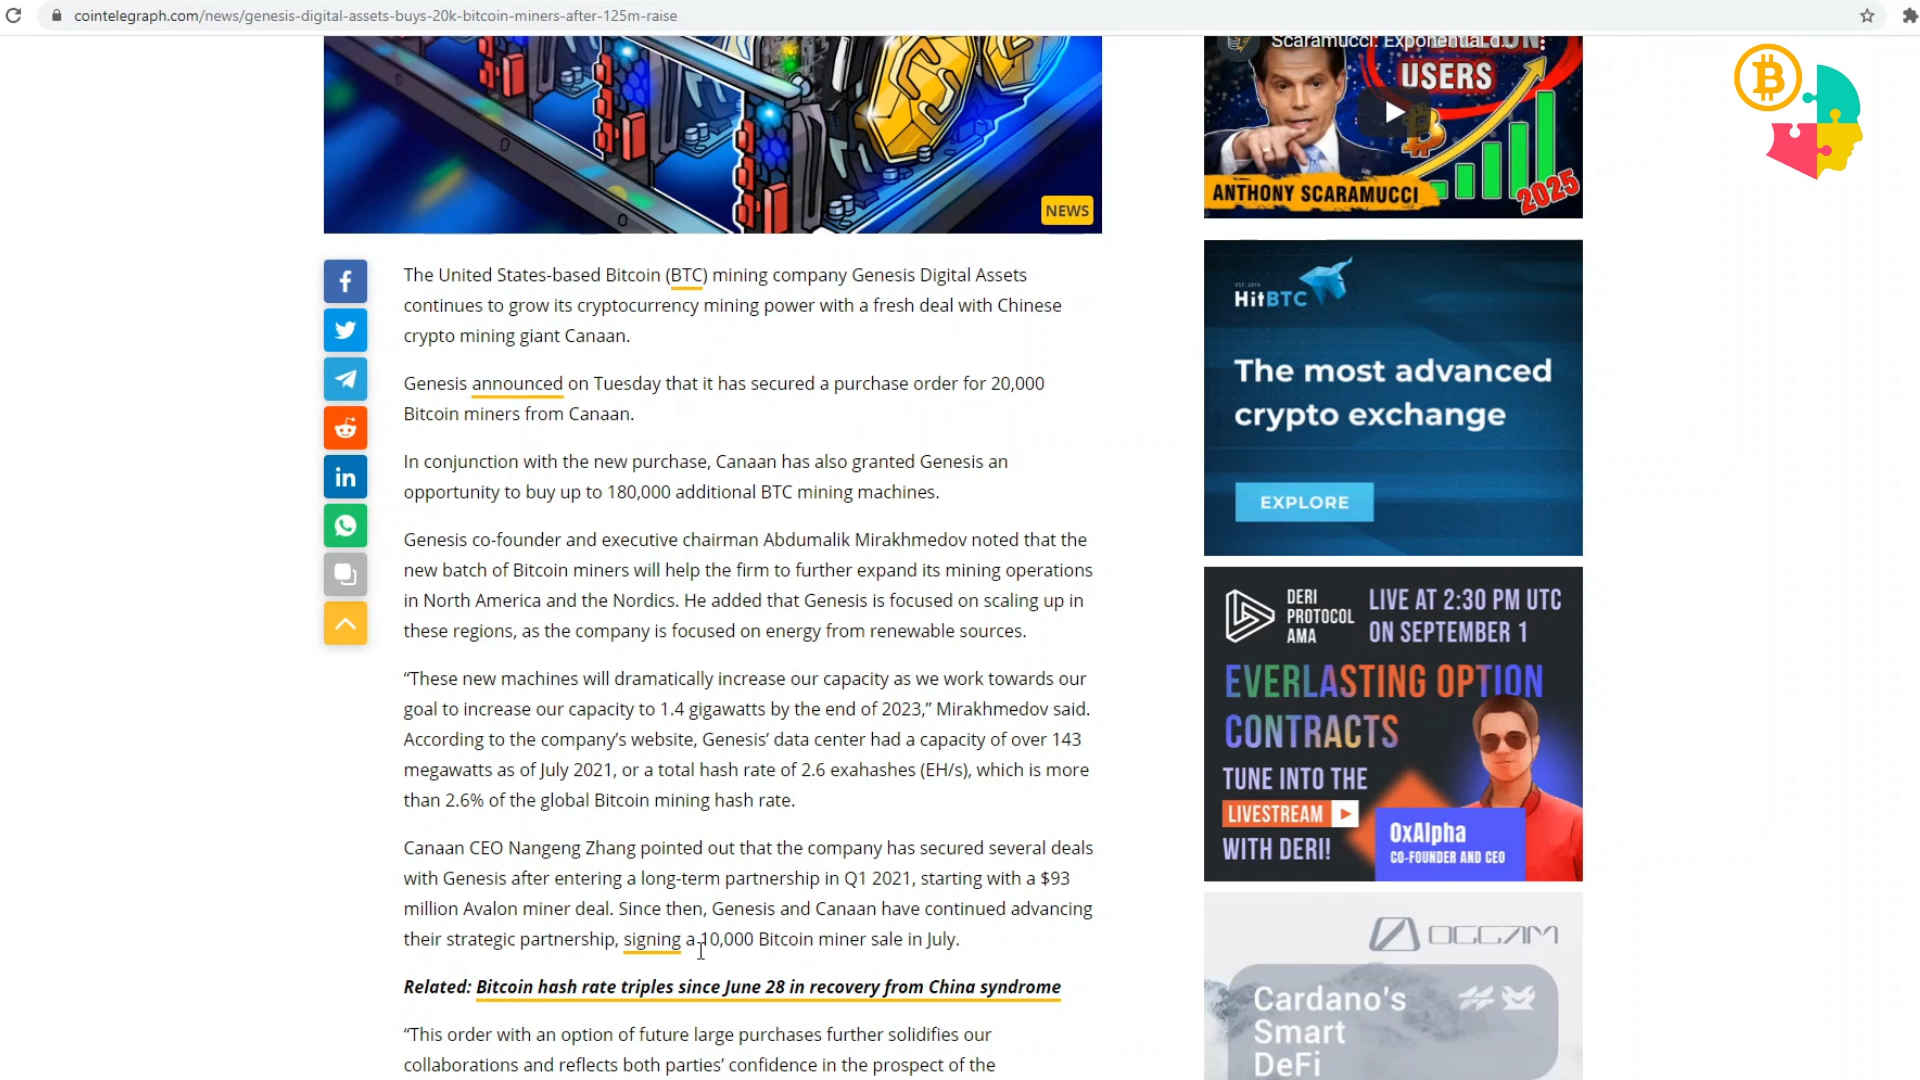 cointelegraph.com/news/genesis-digital-assets-buys-20k-bitcoin-miners-after-125m-raise
NEWS
The United States-based Bitcoin (BTC) mining company Genesis Digital Assets
continues to grow its cryptocurrency mining power with a fresh deal with Chinese
crypto mining giant Canaan.
Genesis announced on Tuesday that it has secured a purchase order for 20,000
Bitcoin miners from Canaan.
In conjunction with the new purchase, Canaan has also granted Genesis an
opportunity to buy up to 180,000 additional BTC mining machines.
Genesis co-founder and executive chairman Abdumalik Mirakhmedov noted that the
new batch of Bitcoin miners will help the firm to further expand its mining operations
in North America and the Nordics. He added that Genesis is focused on scaling up in
these regions, as the company is focused on energy from renewable sources.
“These new machines will dramatically increase our capacity as we work towards our
goal to increase our capacity to 1.4 gigawatts by the end of 2023,” Mirakhmedov said.
According to the company’s website, Genesis’ data center had a capacity of over 143
megawatts as of July 2021, or a total hash rate of 2.6 exahashes (EH/s), which is more
than 2.6% of the global Bitcoin mining hash rate.
Canaan CEO Nangeng Zhang pointed out that the company has secured several deals
with Genesis after entering a long-term partnership in Q1 2021, starting with a $93
million Avalon miner deal. Since then, Genesis and Canaan have continued advancing
their strategic partnership, signing a 10,000 Bitcoin miner sale in July.
Related: Bitcoin hash rate triples since June 28 in recovery from China syndrome
“This order with an option of future large purchases further solidifies our
collaborations and reflects both parties’ confidence in the prospect of the
Scaramucci: Exponential d...
USERS
ANTHONY SCARAMUCCI
2025
HitBTC
The most advanced
crypto exchange
EXPLORE
DERI
PROTOCOL
AMA
LIVE AT 2:30 PM UTC
ON SEPTEMBER 1
EVERLASTING OPTION
CONTRACTS
TUNE INTO THE
LIVESTREAM
WITH DERI!
0xAlpha
CO-FOUNDER AND CEO
OCCAM
Cardano's
Smart
DeFi